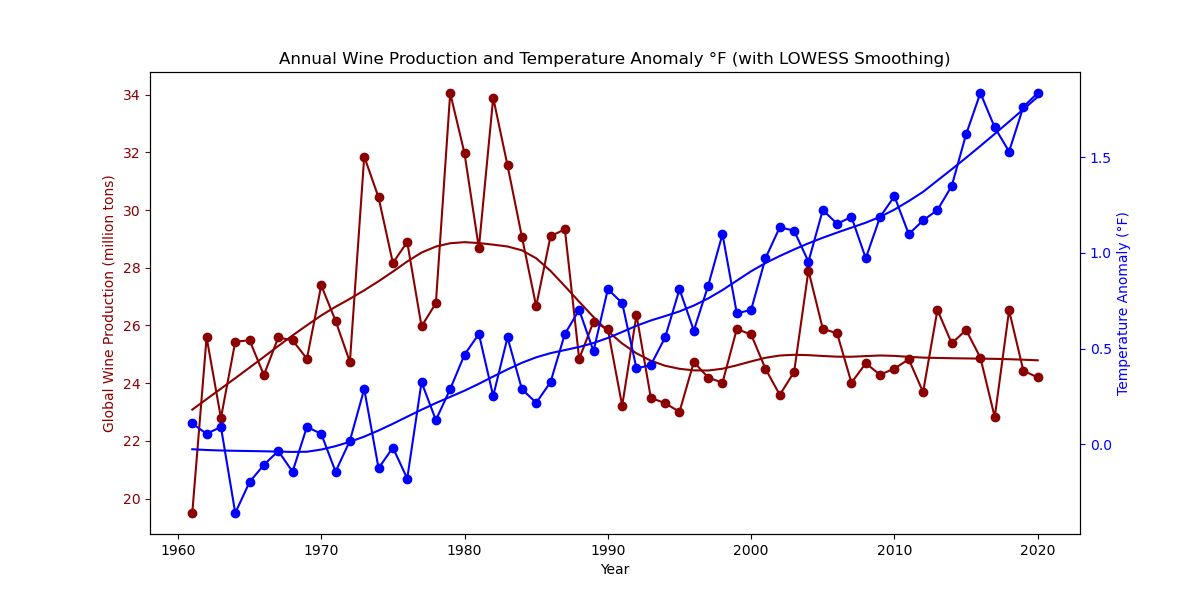 Annual Wine Production and Temperature Anomaly °F (with LOWESS Smoothing)
Global Wine Production (million tons)
34
32
30
28
26
24
22
20
1.5
1.0
0.5
0.0
Temperature Anomaly (°F)
1960 1970 1980 1990 2000 2010 2020
Year